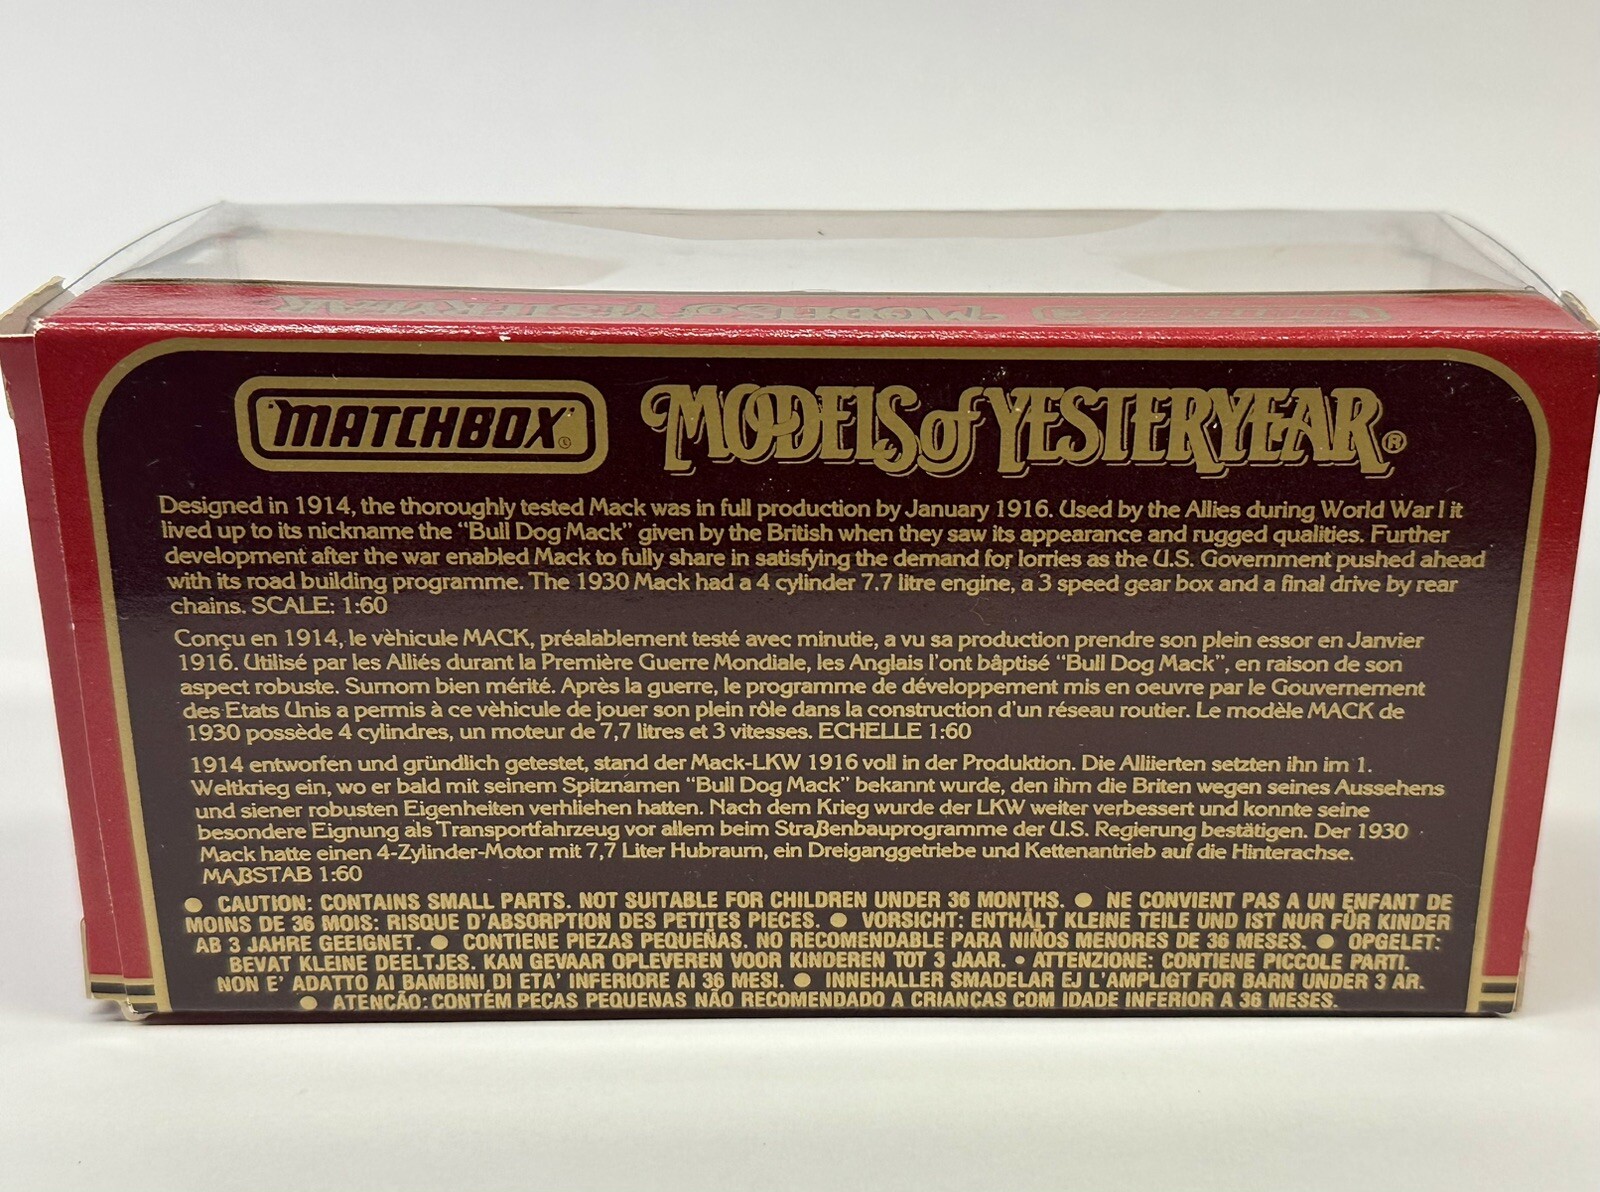 MATCHBOX
MODELS of YESTERYEAR®
Designed in 1914, the thoroughly tested Mack was in full production by January 1916. Used by the Allies during World War I it
lived up to its nickname the "Bull Dog Mack" given by the British when they saw its appearance and rugged qualities. Further
development after the war enabled Mack to fully share in satisfying the demand for lorries as the U.S. Government pushed ahead
with its road building programme. The 1930 Mack had a 4 cylinder 7.7 litre engine, a 3 speed gear box and a final drive by rear
chains. SCALE: 1:60
Conçu en 1914, le vèhicule MACK, préalablement testé avec minutie, a vu sa production prendre son plein essor en Janvier
1916. Utilisé par les Alliés durant la Première Guerre Mondiale, les Anglais l'ont bâptisé "Bull Dog Mack", en raison de son
aspect robuste. Surnom bien mérité. Après la guerre, le programme de développement mis en oeuvre par le Gouvernement
des Etats Unis a permis à ce vèhicule de jouer son plein rôle dans la construction d'un réseau routier. Le modèle MACK de
1930 possède 4 cylindres, un moteur de 7,7 litres et 3 vitesses. ECHELLE 1:60
1914 entworfen und gründlich getestet, stand der Mack-LKW 1916 voll in der Produktion. Die Alliierten setzten ihn im 1.
Weltkrieg ein, wo er bald mit seinem Spitznamen "Bull Dog Mack" bekannt wurde, den ihm die Briten wegen seines Aussehens
und siener robusten Eigenheiten verhliehen hatten. Nach dem Krieg wurde der LKW weiter verbessert und konnte seine
besondere Eignung als Transportfahrzeug vor allem beim Straßenbauprogramme der U.S. Regierung bestätigen. Der 1930
Mack hatte einen 4-Zylinder-Motor mit 7,7 Liter Hubraum, ein Dreiganggetriebe und Kettenantrieb auf die Hinterachse.
MAßSTAB 1:60
● CAUTION: CONTAINS SMALL PARTS. NOT SUITABLE FOR CHILDREN UNDER 36 MONTHS. ● NE CONVIENT PAS A UN ENFANT DE
MOINS DE 36 MOIS: RISQUE D'ABSORPTION DES PETITES PIECES. ● VORSICHT: ENTHÄLT KLEINE TEILE UND IST NUR FÜR KINDER
AB 3 JAHRE GEEIGNET. ● CONTIENE PIEZAS PEQUEÑAS. NO RECOMENDABLE PARA NIÑOS MENORES DE 36 MESES. ● OPGELET:
BEVAT KLEINE DEELTJES. KAN GEVAAR OPLEVEREN VOOR KINDEREN TOT 3 JAAR. • ATTENZIONE: CONTIENE PICCOLE PARTI.
NON E' ADATTO AI BAMBINI DI ETA' INFERIORE AI 36 MESI. ● INNEHALLER SMADELAR EJ L'AMPLIGT FOR BARN UNDER 3 AR.
● ATENCÃO: CONTÉM PEÇAS PEQUENAS NÃO RECOMENDADO A CRIANÇAS COM IDADE INFERIOR A 36 MESES.
MODELS of YESTERYEAR